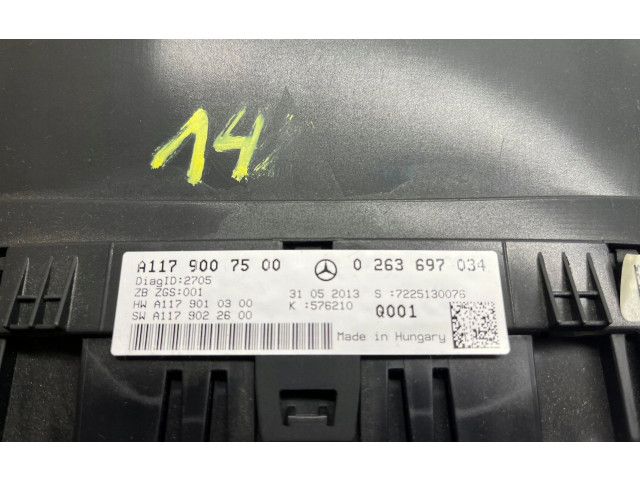 14
A117 900 75 00 0 263 697 034
DiagID:2705
ZB ZGS:001 31 05 2013 S :7225130076
HW A117 901 03 00 K :576210 Q001
SW A117 902 26 00
Made in Hungary